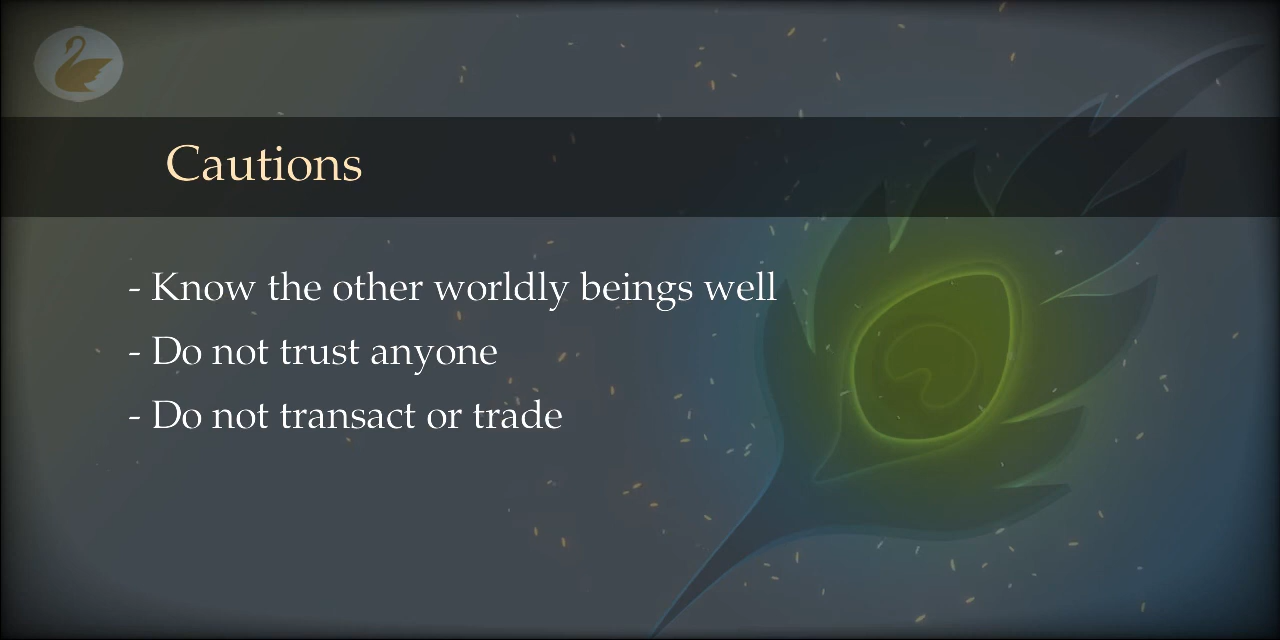 Cautions
- Know the other worldly beings well
- Do not trust anyone
- Do not transact or trade